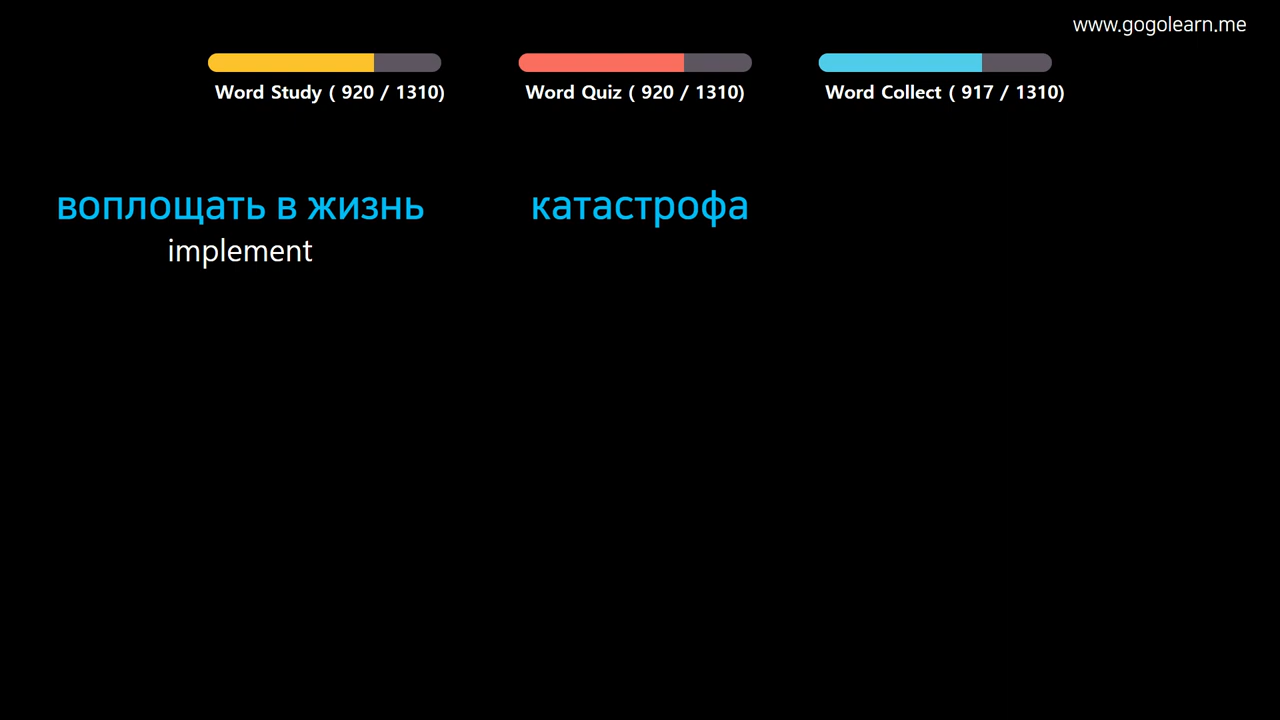 www.gogolearn.me
Word Study ( 920 / 1310)
Word Quiz ( 920 / 1310)
Word Collect ( 917 / 1310)
воплощать в жизнь
implement
катастрофа